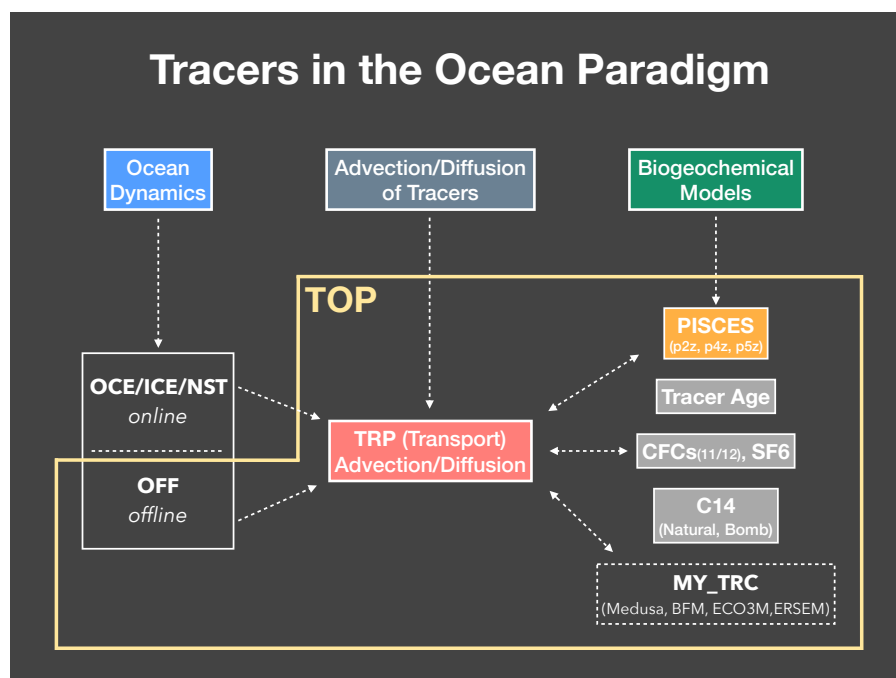 Tracers in the Ocean Paradigm
Ocean
Dynamics
Advection/Diffusion
of Tracers
Biogeochemical
Models
TOP
OCE/ICE/NST
online
OFF
offline
TRP (Transport)
Advection/Diffusion
PISCES
(p2z, p4z, p5z)
Tracer Age
CFCs(11/12), SF6
C14
(Natural, Bomb)
MY_TRC
(Medusa, BFM, ECO3M,ERSEM)